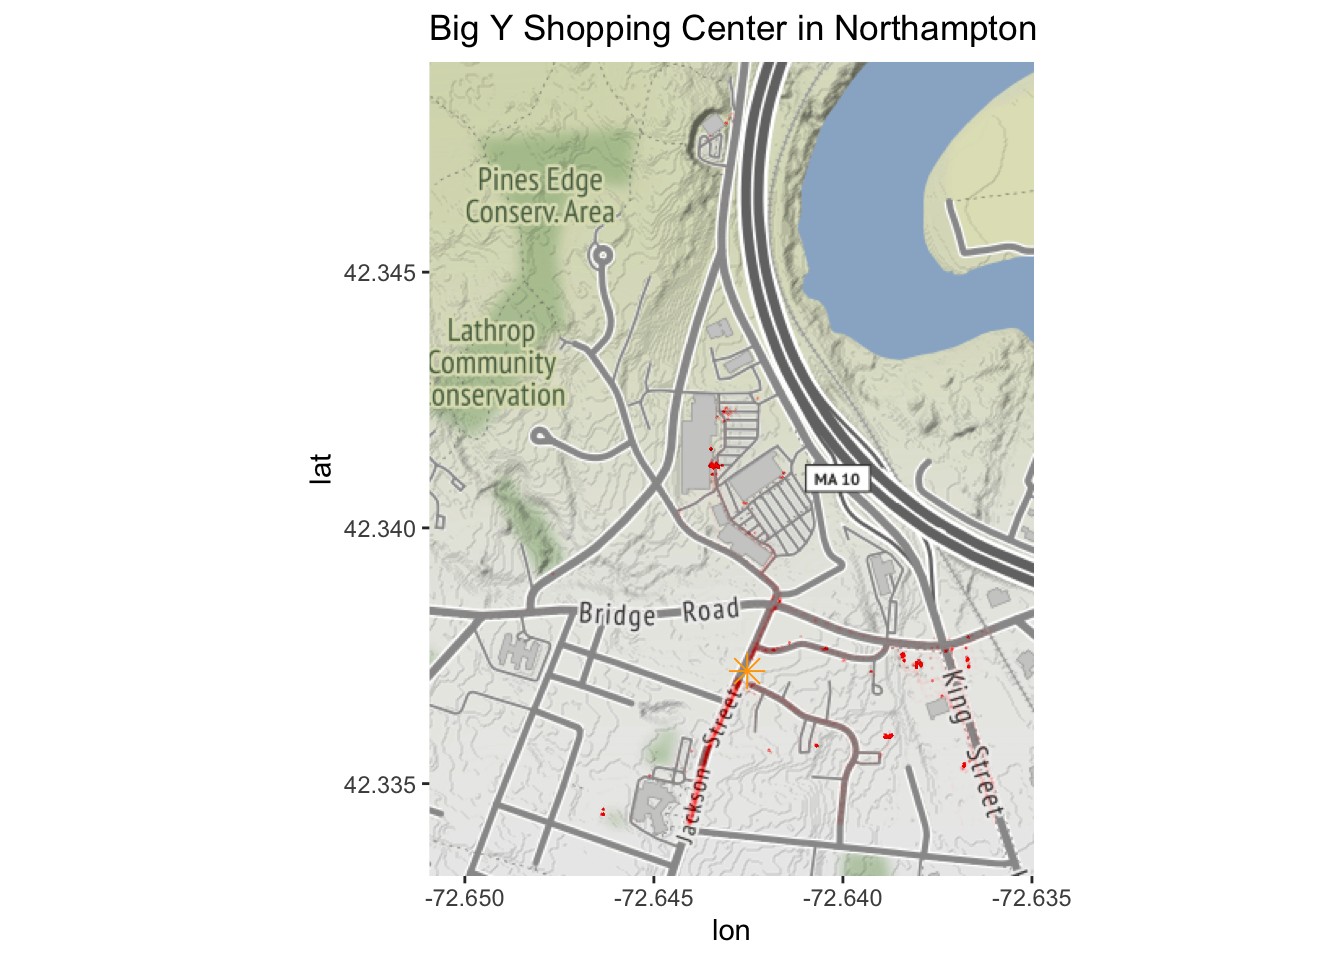 Big Y Shopping Center in Northampton
Pines Edge
Conserv. Area
42.345
Lathrop
Community
onservation
MA 10
42.340
Bridge Road
King Street
Jackson Street
42.335
-72.650
-72.645
-72.640
-72.635
lon
lat